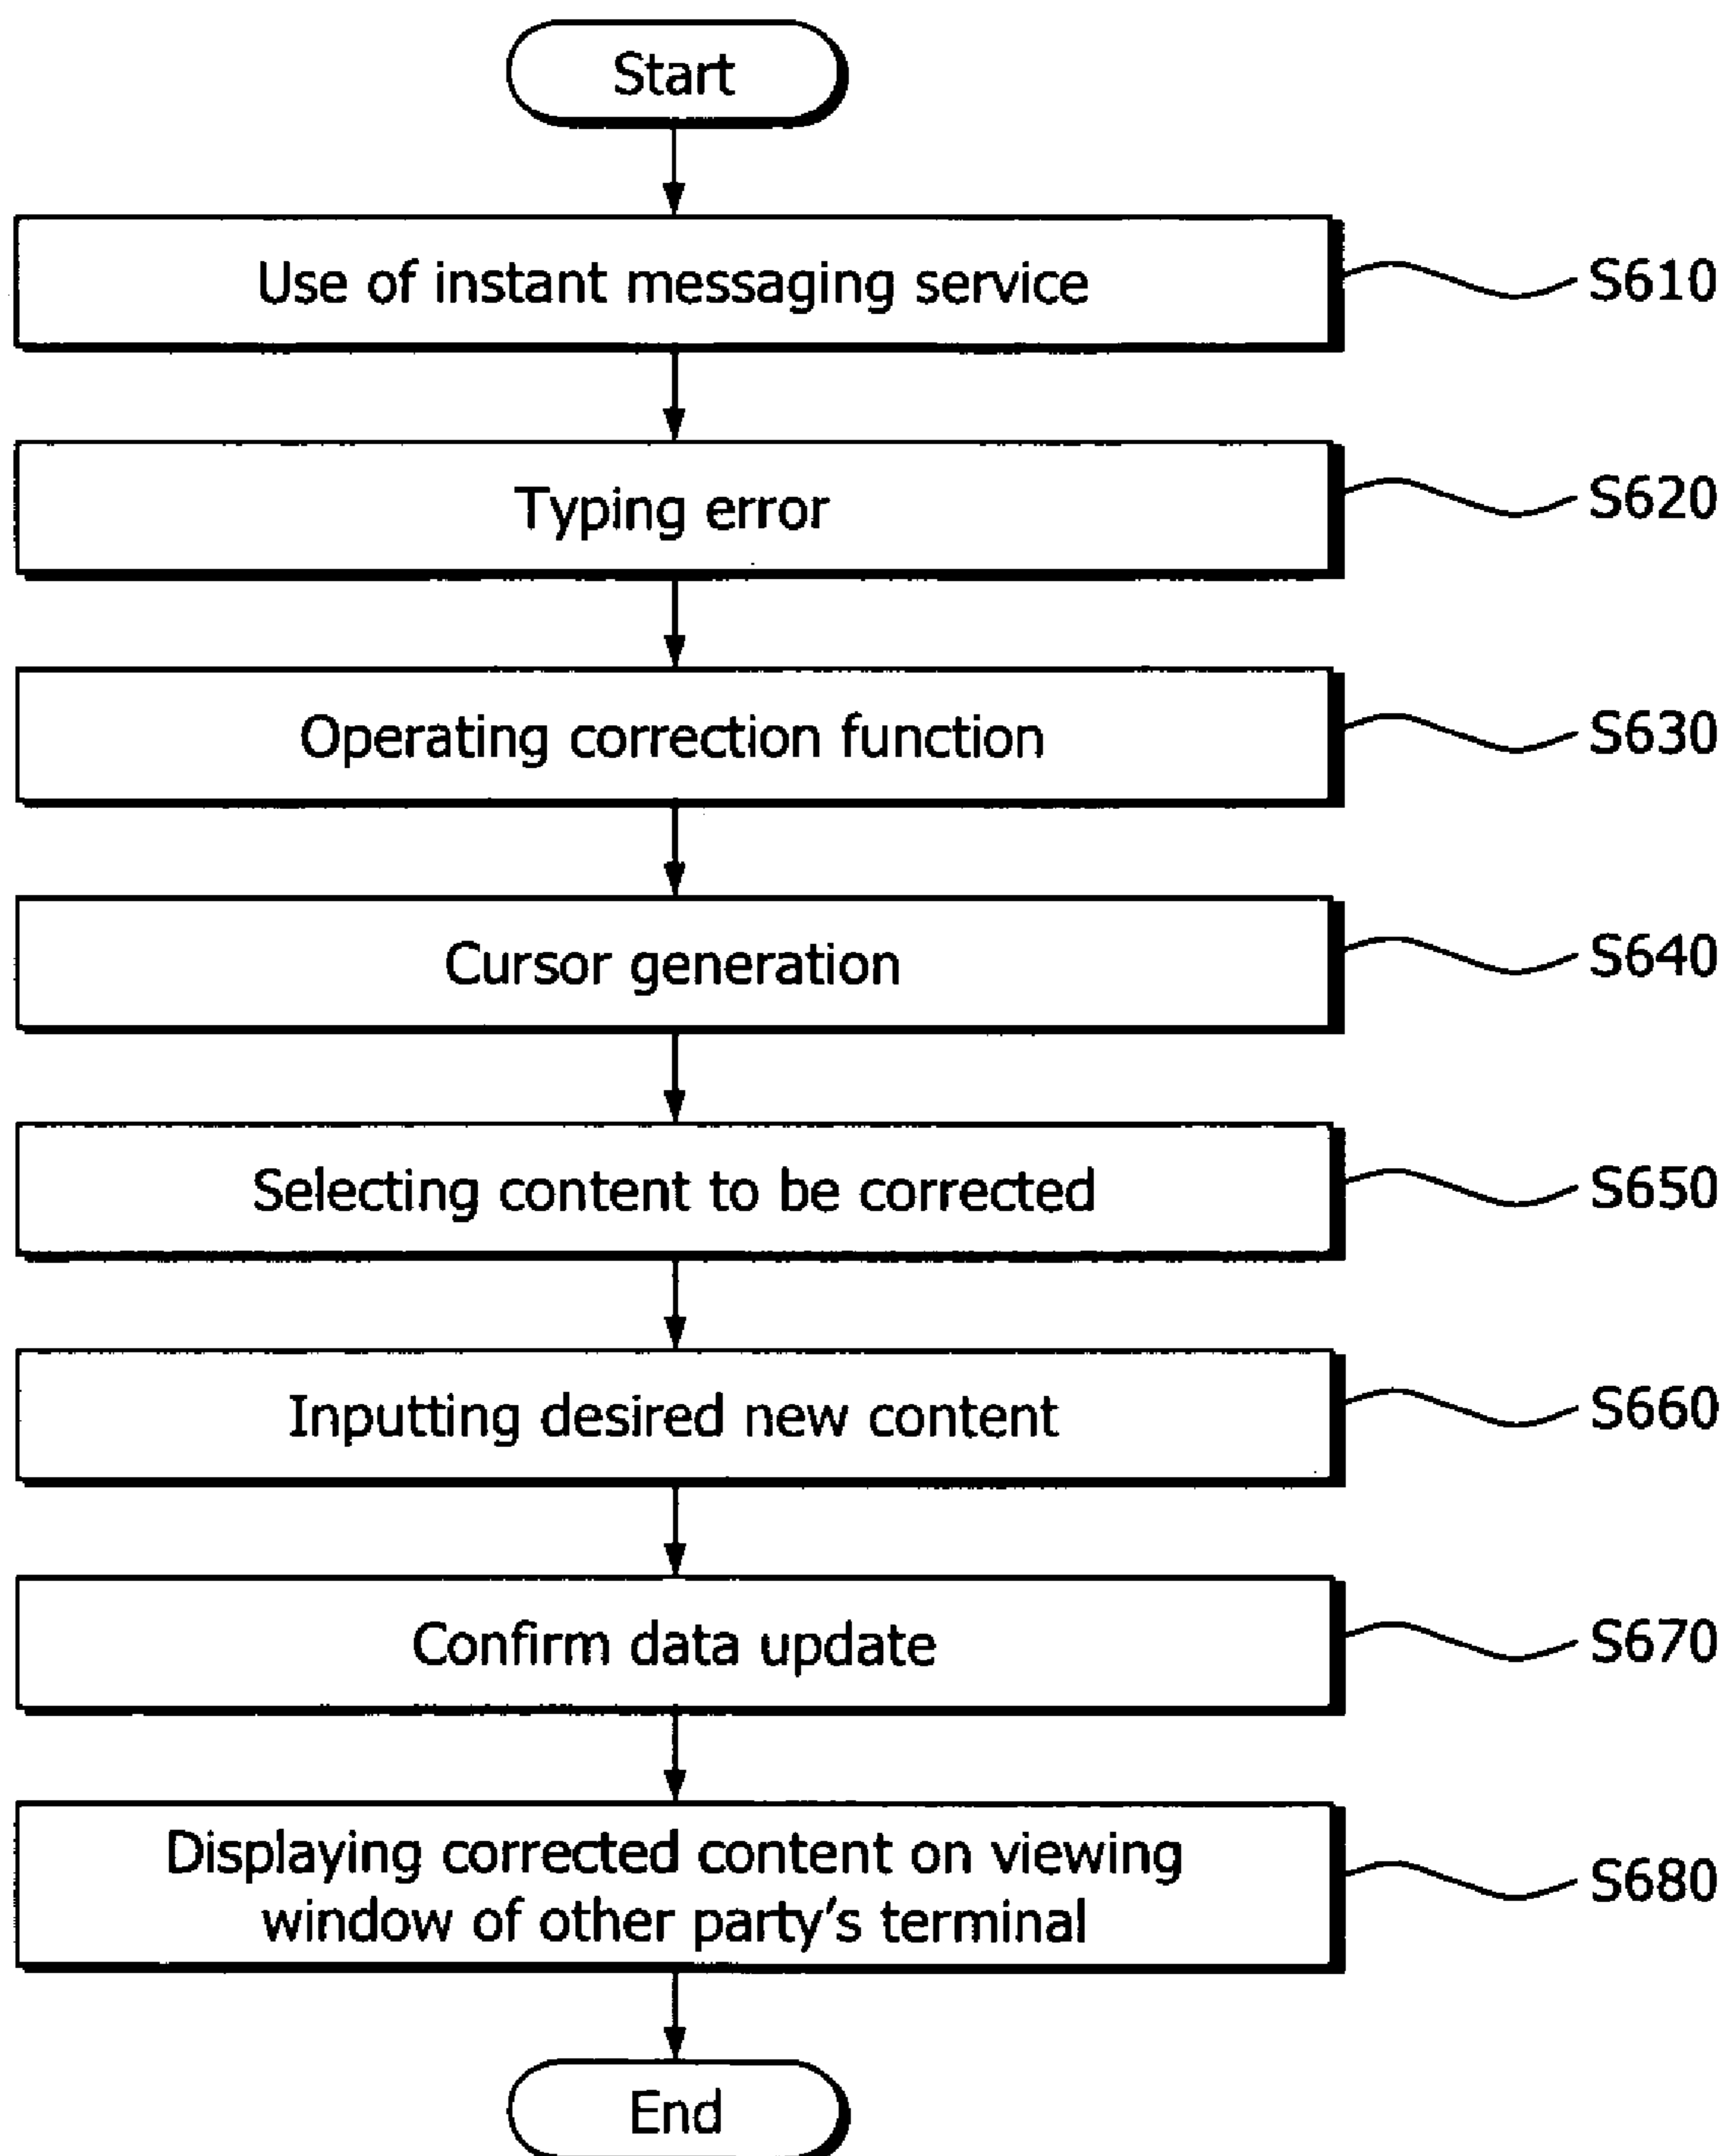 Start
Use of instant messaging service
S610
Typing error
S620
Operating correction function
S630
Cursor generation
S640
Selecting content to be corrected
S650
Inputting desired new content
S660
Confirm data update
S670
Displaying corrected content on viewing
window of other party's terminal
S680
End